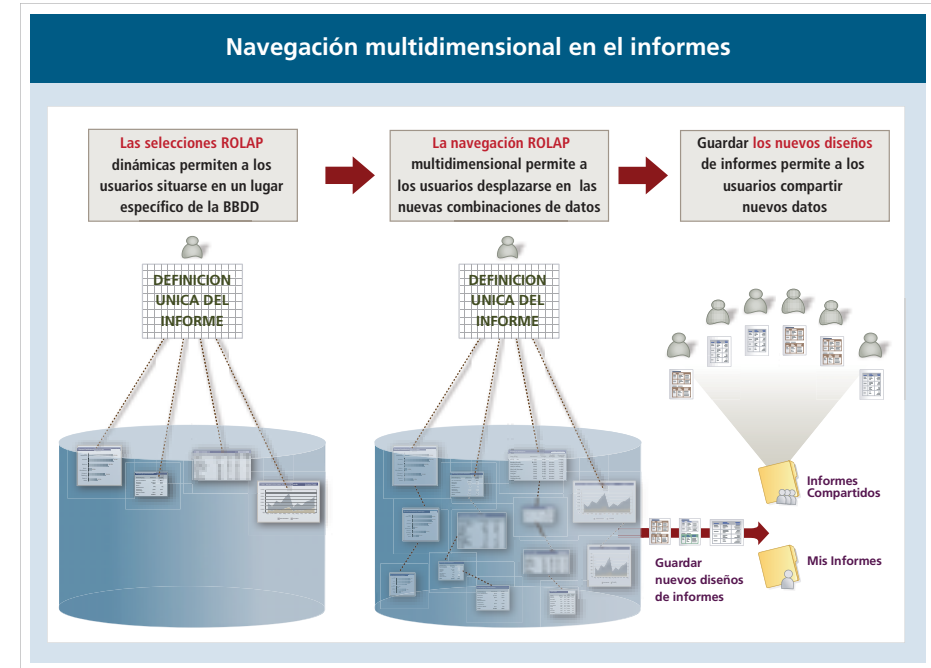 Navegación multidimensional en el informes
Las selecciones ROLAP
dinámicas permiten a los
usuarios situarse en un lugar
específico de la BBDD
La navegación ROLAP
multidimensional permite a
los usuarios desplazarse en las
nuevas combinaciones de datos
Guardar los nuevos diseños
de informes permite a los
usuarios compartir
nuevos datos
DEFINICION
UNICA DEL
INFORME
DEFINICION
UNICA DEL
INFORME
Informes
Compartidos
Guardar
nuevos diseños
de informes
Mis Informes